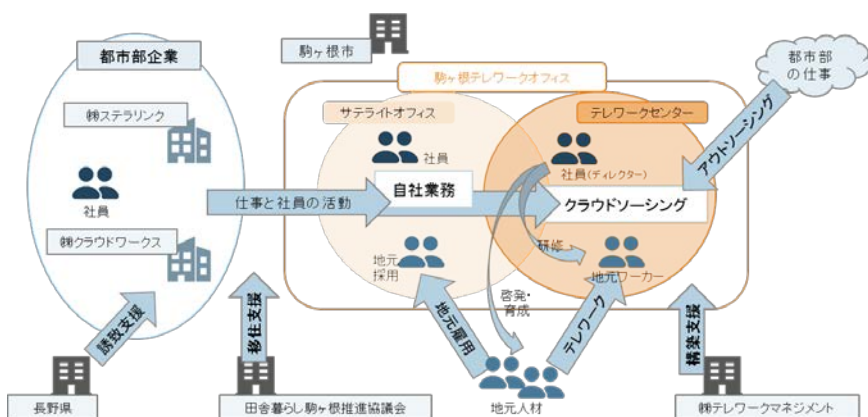 都市部企業
駒ヶ根市
都市部
の仕事
駒ヶ根テレワークオフィス
㈱ステラリンク
サテライトオフィス
テレワークセンター
アウトソーシング
社員
社員(ディレクター)
社員
自社業務
クラウドソーシング
仕事と社員の活動
㈱クラウドワークス
地元
採用
研修
地元ワーカー
啓発・
育成
誘致支援
移住支援
地元雇用
テレワーク
構築支援
長野県
田舎暮らし駒ヶ根推進協議会
地元人材
㈱テレワークマネジメント